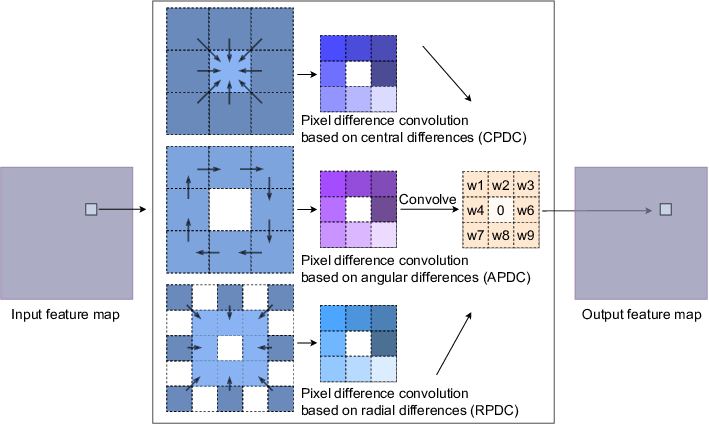 Pixel difference convolution
based on central differences (CPDC)
Convolve
w1 w2 w3
w4 0 w6
w7 w8 w9
Pixel difference convolution
based on angular differences (APDC)
Input feature map
Output feature map
Pixel difference convolution
based on radial differences (RPDC)